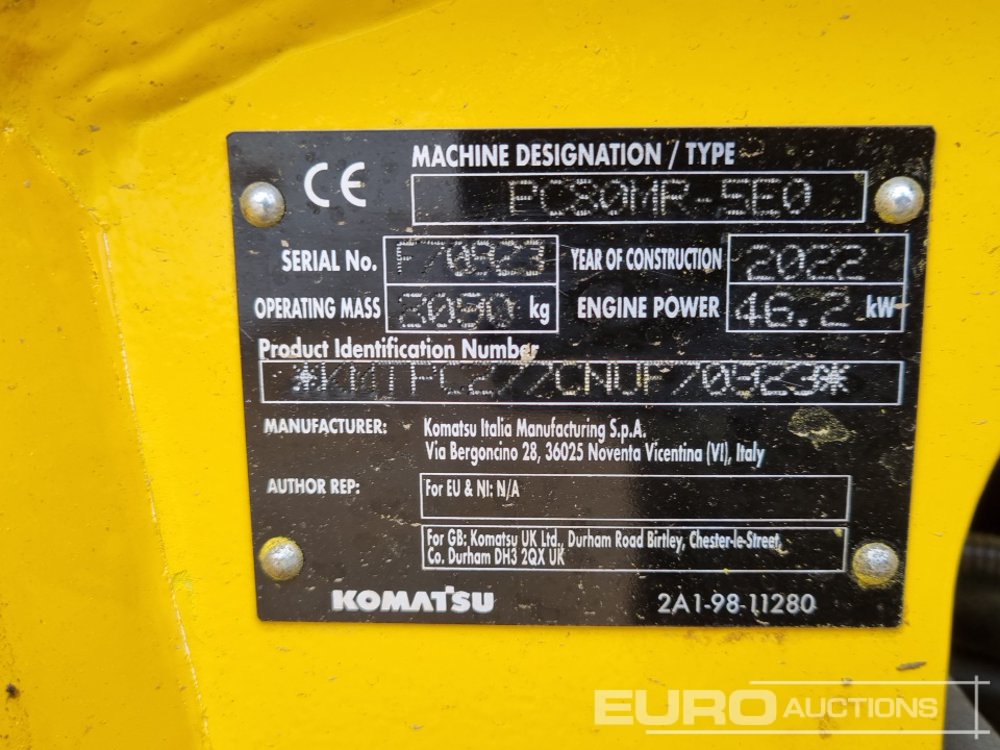 CE
MACHINE DESIGNATION / TYPE
PC80MR-5E0
SERIAL No. F70923 YEAR OF CONSTRUCTION 2022
OPERATING MASS kg ENGINE POWER 46.2 kW
Product Identification Number
MANUFACTURER: Komatsu Italia Manufacturing S.p.A.
Via Bergoncino 28, 36025 Noventa Vicentina (VI), Italy
AUTHOR REP: For EU & NI: N/A
For GB: Komatsu UK Ltd., Durham Road Birtley, Chester-le-Street,
Co. Durham DH3 2QX UK
KOMATSU 2A1-98-11280
EURO AUCTIONS